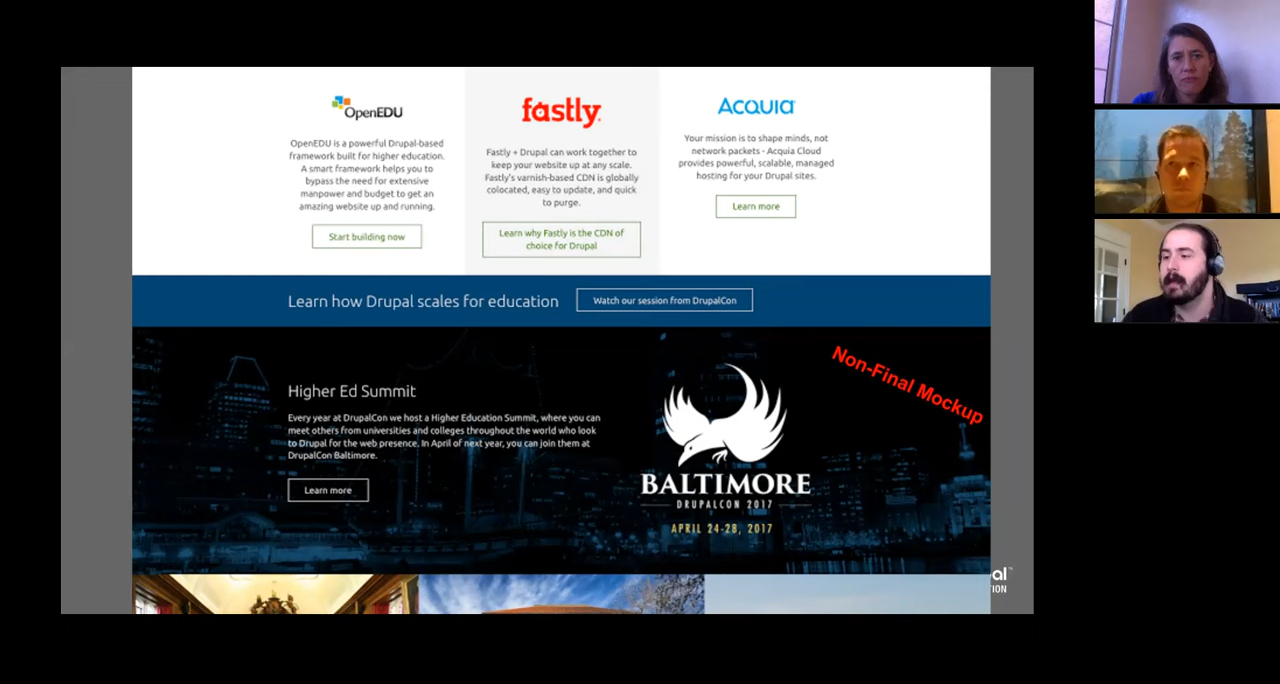 OpenEDU
OpenEDU is a powerful Drupal-based
framework built for higher education.
A smart framework helps you to
bypass the need for extensive
manpower and budget to get an
amazing website up and running.
Start building now
fastly
Fastly + Drupal can work together to
keep your website up at any scale.
Fastly's varnish-based CDN is globally
colocated, easy to update, and quick
to purge.
Learn why Fastly is the CDN of
choice for Drupal
ACQUIA
Your mission is to shape minds, not
network packets - Acquia Cloud
provides powerful, scalable, managed
hosting for your Drupal sites.
Learn more
Learn how Drupal scales for education
Watch our session from DrupalCon
Non-Final Mockup
Higher Ed Summit
Every year at DrupalCon we host a Higher Education Summit, where you can
meet others from universities and colleges throughout the world who look
to Drupal for the web presence. In April of next year, you can join them at
DrupalCon Baltimore.
Learn more
BALTIMORE
DRUPALCON 2017
APRIL 24-28, 2017
al™
TION